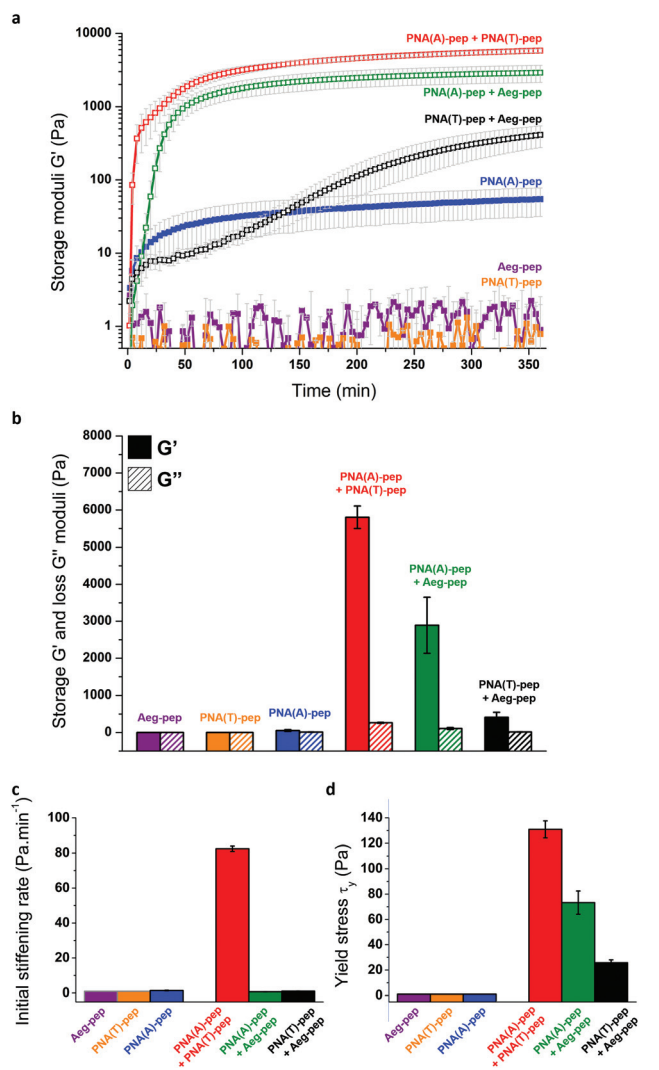 a
PNA(A)-pep + PNA(T)-pep
PNA(A)-pep + Aeg-pep
PNA(T)-pep + Aeg-pep
PNA(A)-pep
Aeg-pep
PNA(T)-pep
Storage moduli G' (Pa)
10000
1000
100
10
1
0
50
100
150
200
250
300
350
Time (min)
b
G'
G"
Storage G' and loss G" moduli (Pa)
8000
7000
6000
5000
4000
3000
2000
1000
0
Aeg-pep
PNA(T)-pep
PNA(A)-pep
PNA(A)-pep
+ PNA(T)-pep
PNA(A)-pep
+ Aeg-pep
PNA(T)-pep
+ Aeg-pep
c
Initial stiffening rate (Pa.min⁻¹)
100
80
60
40
20
0
Aeg-pep
PNA(T)-pep
PNA(A)-pep
PNA(A)-pep
+ PNA(T)-pep
PNA(A)-pep
+ Aeg-pep
PNA(T)-pep
+ Aeg-pep
d
Yield stress τy (Pa)
140
120
100
80
60
40
20
0
Aeg-pep
PNA(T)-pep
PNA(A)-pep
PNA(A)-pep
+ PNA(T)-pep
PNA(A)-pep
+ Aeg-pep
PNA(T)-pep
+ Aeg-pep